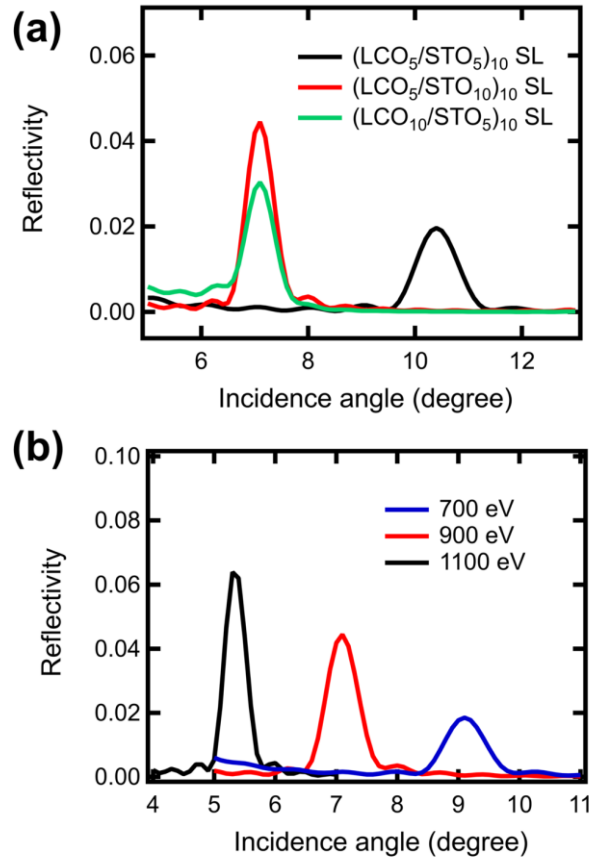 (a)
0.06
0.04
0.02
0.00
Reflectivity
(LCO₅/STO₅)₁₀ SL
(LCO₅/STO₁₀)₁₀ SL
(LCO₁₀/STO₅)₁₀ SL
6 8 10 12
Incidence angle (degree)
(b)
0.10
0.08
0.06
0.04
0.02
0.00
Reflectivity
700 eV
900 eV
1100 eV
4 5 6 7 8 9 10 11
Incidence angle (degree)